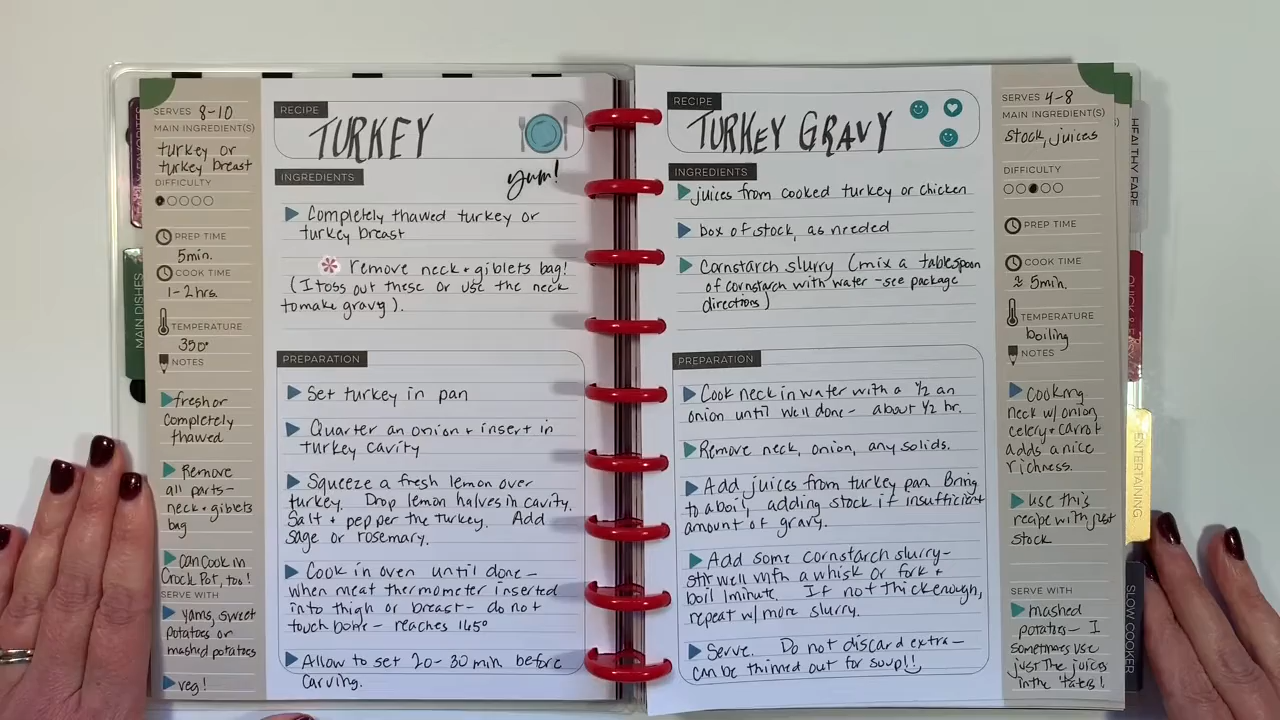 SERVES 8-10
MAIN INGREDIENT(S)
turkey or
turkey breast
DIFFICULTY
PREP TIME
5min.
COOK TIME
1-2 hrs.
TEMPERATURE
350°
NOTES
fresh or
completely
thawed
Remove
all parts-
neck + giblets
bag
can cook in
Crock Pot, too!
SERVE WITH
yams, sweet
potatoes or
mashed potatoes
veg!
MAIN DISHES
RECIPE
TURKEY
yum!
INGREDIENTS
Completely thawed turkey or
turkey breast
remove neck + giblets bag!
(I toss out these or use the neck
to make gravy).
PREPARATION
Set turkey in pan
Quarter an onion + insert in
turkey cavity
Squeeze a fresh lemon over
turkey. Drop lemon halves in cavity.
Salt + pepper the turkey. Add
sage or rosemary.
Cook in oven until done-
when meat thermometer inserted
into thigh or breast- do not
touch bone- reaches 165°
Allow to set 20-30 min before
carving.
RECIPE
TURKEY GRAVY
INGREDIENTS
juices from cooked turkey or chicken
box of stock, as needed
Cornstarch slurry (mix a tablespoon
of cornstarch with water -see package
directions)
PREPARATION
Cook neck in water with a 1/2 an
onion until well done- about 1/2 hr.
Remove neck, onion, any solids.
Add juices from turkey pan Bring
to a boil, adding stock if insufficient
amount of gravy.
Add some cornstarch slurry-
stir well with a whisk or fork +
boil 1 minute. If not thick enough,
repeat w/ more slurry.
Serve. Do not discard extra-
can be thinned out for soup!!
SERVES 4-8
MAIN INGREDIENT(S)
stock, juices
DIFFICULTY
PREP TIME
COOK TIME
≈ 5min.
TEMPERATURE
boiling
NOTES
Cooking
neck w/ onion,
celery + carrot
adds a nice
richness.
use this
recipe with just
stock
SERVE WITH
mashed
potatoes- I
sometimes use
just the juices
in the 'taters!
HEALTHY FARE
ENTERTAINING
SLOW COOKER